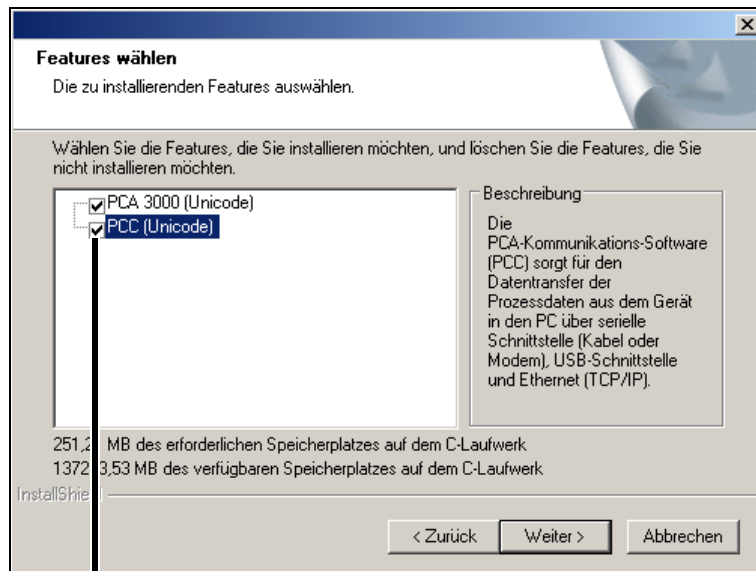 Features wählen
Die zu installierenden Features auswählen.
Wählen Sie die Features, die Sie installieren möchten, und löschen Sie die Features, die Sie
nicht installieren möchten.
PCA 3000 (Unicode)
PCC (Unicode)
Beschreibung
Die
PCA-Kommunikations-Software
(PCC) sorgt für den
Datentransfer der
Prozessdaten aus dem Gerät
in den PC über serielle
Schnittstelle (Kabel oder
Modem), USB-Schnittstelle
und Ethernet (TCP/IP).
MB des erforderlichen Speicherplatzes auf dem C-Laufwerk
MB des verfügbaren Speicherplatzes auf dem C-Laufwerk
InstallShield
< Zurück
Weiter >
Abbrechen